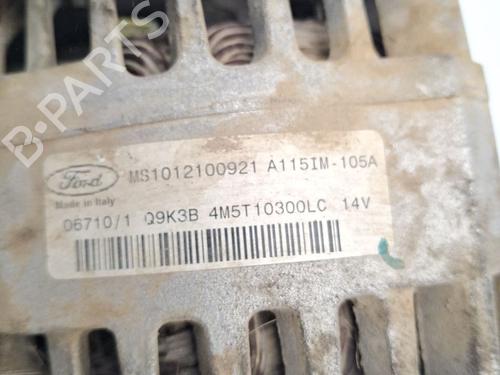 Ford
MS1012100921 A115IM-105A
Made in Italy
06710/1 Q9K3B 4M5T10300LC 14V
B-PARTS